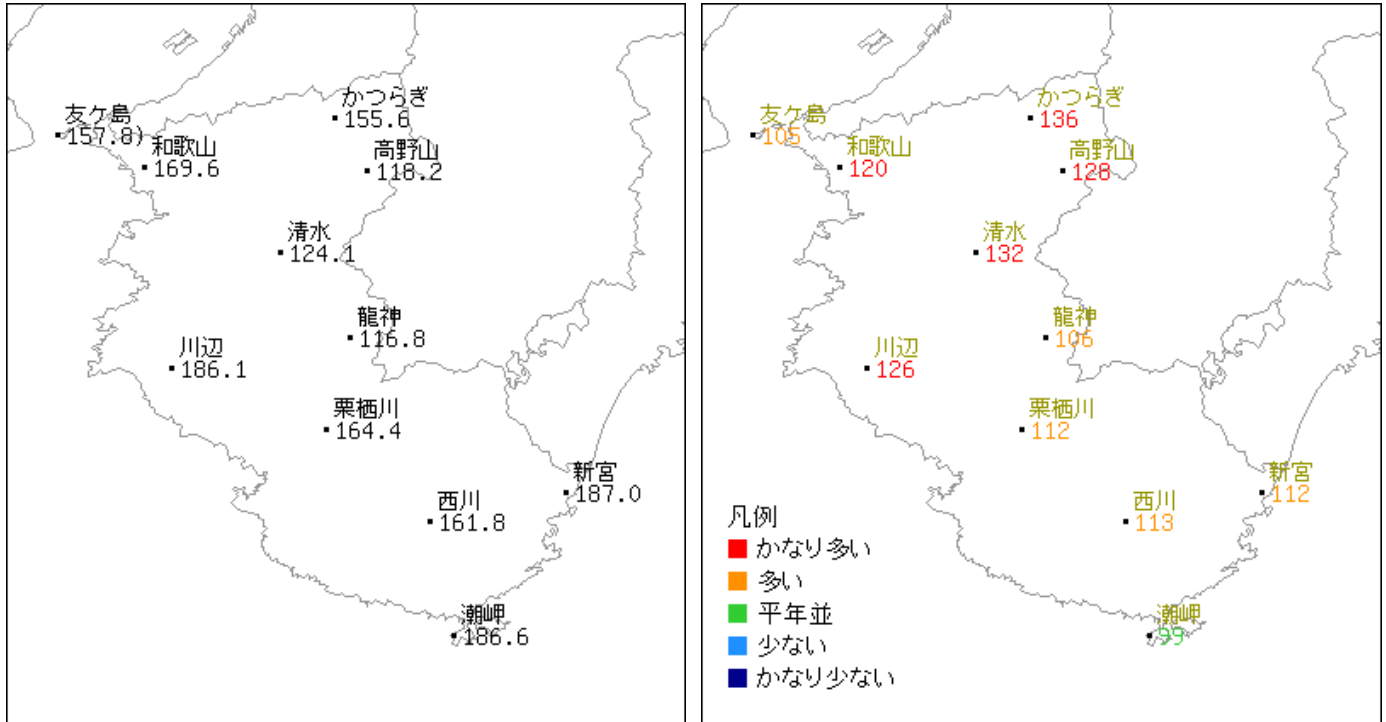 かつらぎ
155.6
友ケ島
157.8)
和歌山
169.6
高野山
118.2
清水
124.1
龍神
116.8
川辺
186.1
栗栖川
164.4
新宮
187.0
西川
161.8
潮岬
186.6
かつらぎ
136
友ケ島
105
和歌山
120
高野山
128
清水
132
龍神
106
川辺
126
栗栖川
112
新宮
112
西川
113
潮岬
99
凡例
かなり多い
多い
平年並
少ない
かなり少ない